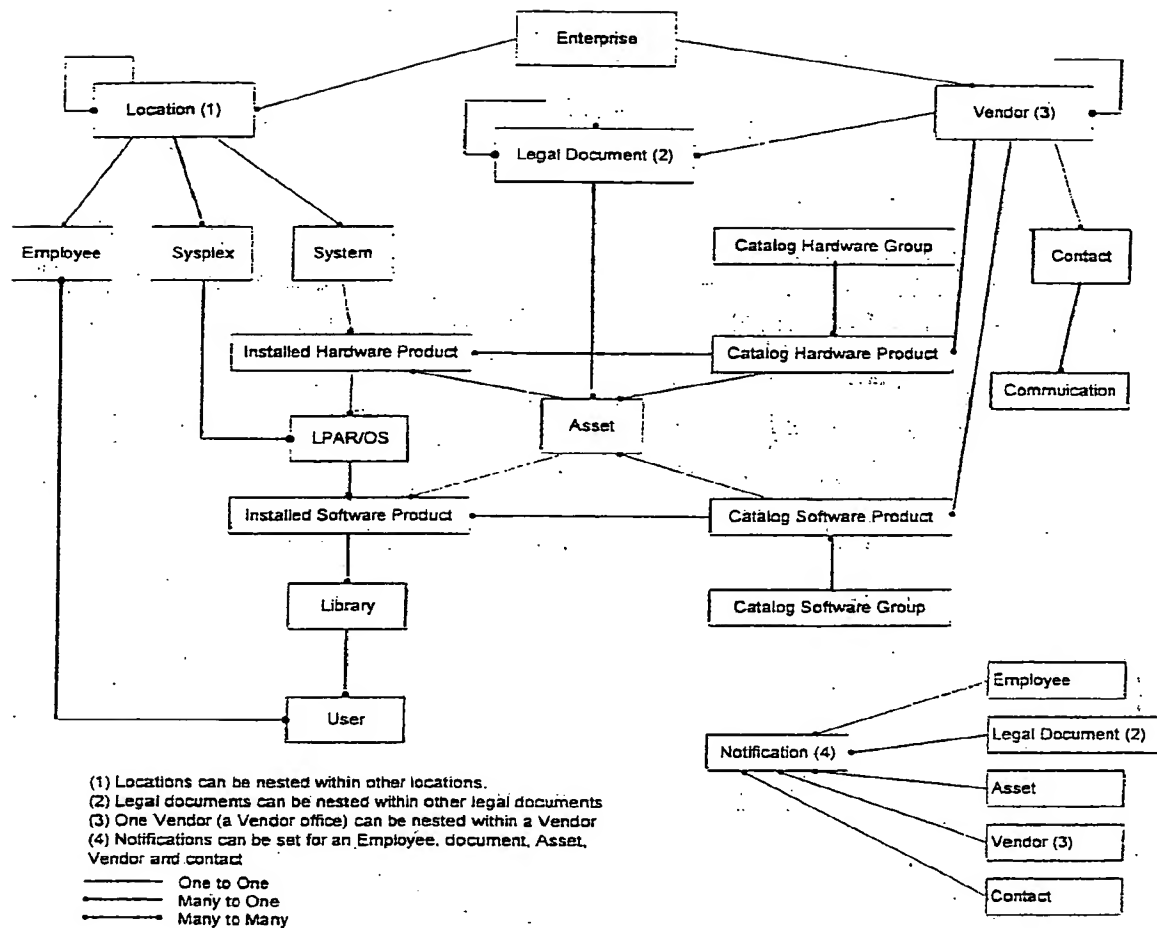 Enterprise
Location (1)
Vendor (3)
Legal Document (2)
Employee
Sysplex
System
Catalog Hardware Group
Contact
Installed Hardware Product
Catalog Hardware Product
Commuication
Asset
LPAR/OS
Installed Software Product
Catalog Software Product
Library
Catalog Software Group
User
Employee
Legal Document (2)
Notification (4)
Asset
Vendor (3)
Contact
(1) Locations can be nested within other locations.
(2) Legal documents can be nested within other legal documents
(3) One Vendor (a Vendor office) can be nested within a Vendor
(4) Notifications can be set for an Employee, document, Asset,
Vendor and contact
One to One
Many to One
Many to Many